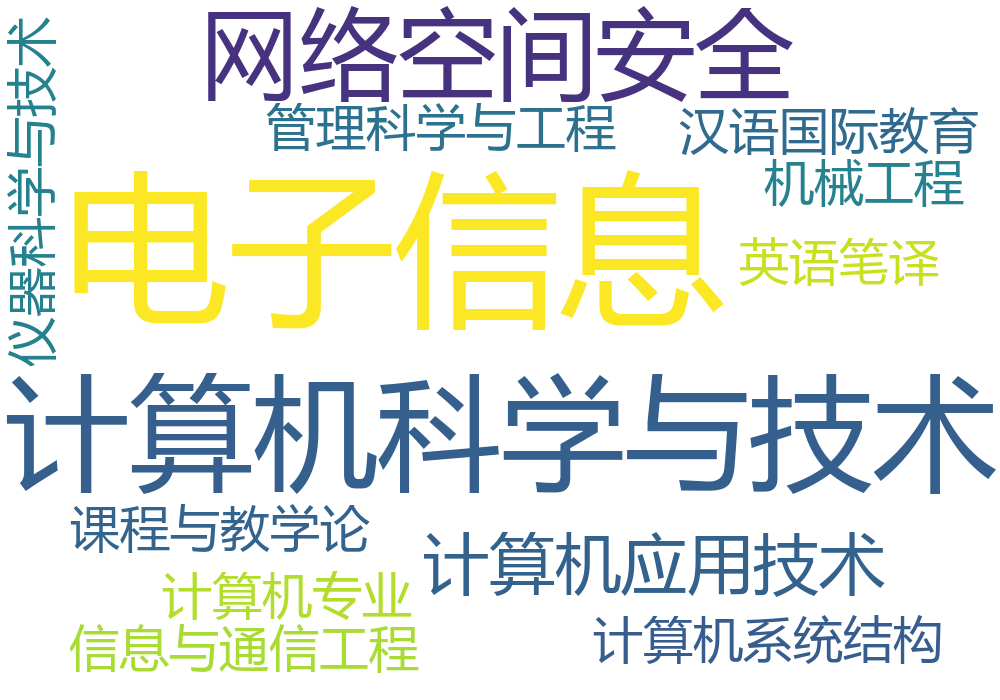 网络空间安全
仪器科学与技术
管理科学与工程
汉语国际教育
机械工程
电子信息
英语笔译
计算机科学与技术
课程与教学论
计算机应用技术
计算机专业
计算机系统结构
信息与通信工程